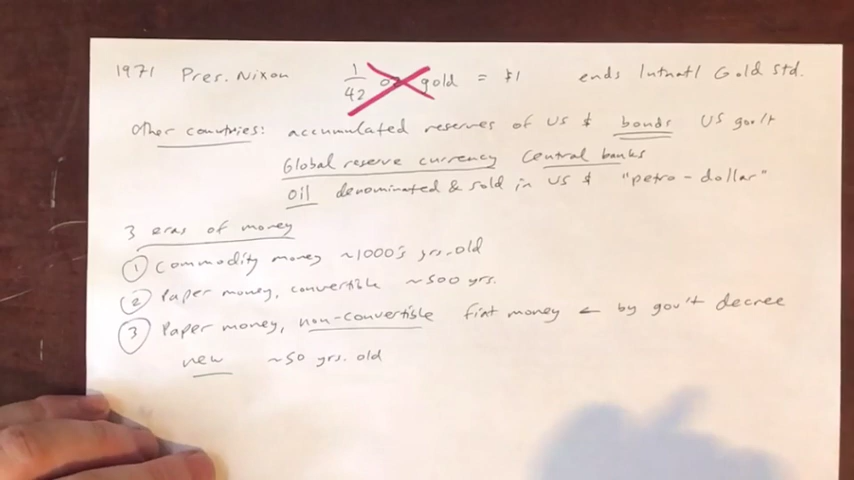 1971 Pres. Nixon 1/42 oz gold = $1 ends Intnat'l Gold Std.
Other countries: accumulated reserves of US $ bonds US gov't
Global reserve currency Central banks
Oil denominated & sold in US $ "petro-dollar"
3 eras of money
① Commodity money ~1000's yrs. old
② Paper money, convertible ~500 yrs.
③ Paper money, non-convertible fiat money ← by gov't decree
new ~50 yrs. old